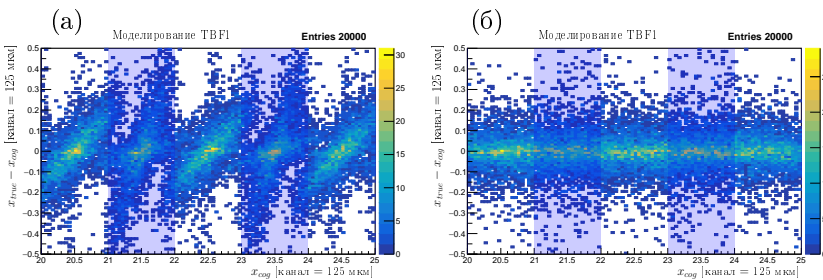 (а)
Моделирование TBF1
Entries 20000
x_true − x_cog [канал = 125 мкм]
0.5
0.4
0.3
0.2
0.1
0
−0.1
−0.2
−0.3
−0.4
−0.5
20 20.5 21 21.5 22 22.5 23 23.5 24 24.5 25
x_cog [канал = 125 мкм]
30
25
20
15
10
5
0
(б)
Моделирование TBF1
Entries 20000
x_true − x_cog [канал = 125 мкм]
0.5
0.4
0.3
0.2
0.1
0
−0.1
−0.2
−0.3
−0.4
−0.5
20 20.5 21 21.5 22 22.5 23 23.5 24 24.5 25
x_cog [канал = 125 мкм]